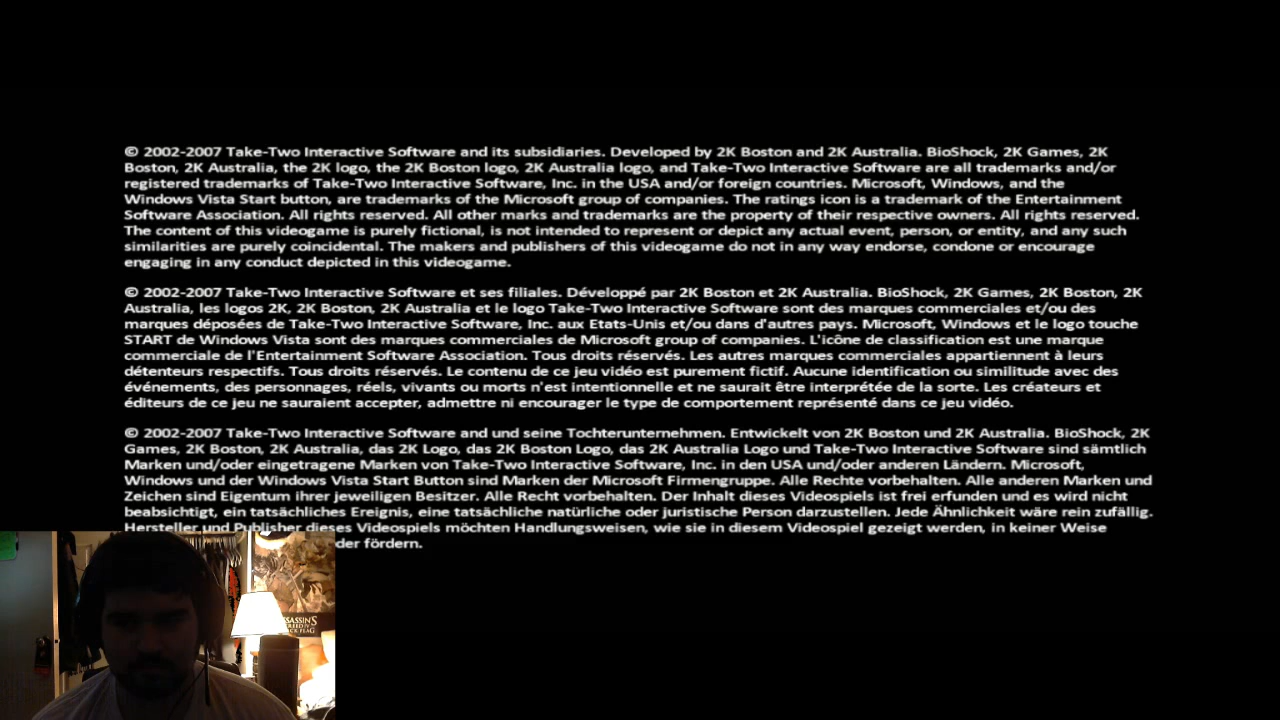 © 2002-2007 Take-Two Interactive Software and its subsidiaries. Developed by 2K Boston and 2K Australia. BioShock, 2K Games, 2K
Boston, 2K Australia, the 2K logo, the 2K Boston logo, 2K Australia logo, and Take-Two Interactive Software are all trademarks and/or
registered trademarks of Take-Two Interactive Software, Inc. in the USA and/or foreign countries. Microsoft, Windows, and the
Windows Vista Start button, are trademarks of the Microsoft group of companies. The ratings icon is a trademark of the Entertainment
Software Association. All rights reserved. All other marks and trademarks are the property of their respective owners. All rights reserved.
The content of this videogame is purely fictional, is not intended to represent or depict any actual event, person, or entity, and any such
similarities are purely coincidental. The makers and publishers of this videogame do not in any way endorse, condone or encourage
engaging in any conduct depicted in this videogame.
© 2002-2007 Take-Two Interactive Software et ses filiales. Développé par 2K Boston et 2K Australia. BioShock, 2K Games, 2K Boston, 2K
Australia, les logos 2K, 2K Boston, 2K Australia et le logo Take-Two Interactive Software sont des marques commerciales et/ou des
marques déposées de Take-Two Interactive Software, Inc. aux Etats-Unis et/ou dans d'autres pays. Microsoft, Windows et le logo touche
START de Windows Vista sont des marques commerciales de Microsoft group of companies. L'icône de classification est une marque
commerciale de l'Entertainment Software Association. Tous droits réservés. Les autres marques commerciales appartiennent à leurs
détenteurs respectifs. Tous droits réservés. Le contenu de ce jeu vidéo est purement fictif. Aucune identification ou similitude avec des
événements, des personnages, réels, vivants ou morts n'est intentionnelle et ne saurait être interprétée de la sorte. Les créateurs et
éditeurs de ce jeu ne sauraient accepter, admettre ni encourager le type de comportement représenté dans ce jeu vidéo.
© 2002-2007 Take-Two Interactive Software and und seine Tochterunternehmen. Entwickelt von 2K Boston und 2K Australia. BioShock, 2K
Games, 2K Boston, 2K Australia, das 2K Logo, das 2K Boston Logo, das 2K Australia Logo und Take-Two Interactive Software sind sämtlich
Marken und/oder eingetragene Marken von Take-Two Interactive Software, Inc. in den USA und/oder anderen Ländern. Microsoft,
Windows und der Windows Vista Start Button sind Marken der Microsoft Firmengruppe. Alle Rechte vorbehalten. Alle anderen Marken und
Zeichen sind Eigentum ihrer jeweiligen Besitzer. Alle Recht vorbehalten. Der Inhalt dieses Videospiels ist frei erfunden und es wird nicht
beabsichtigt, ein tatsächliches Ereignis, eine tatsächliche natürliche oder juristische Person darzustellen. Jede Ähnlichkeit wäre rein zufällig.
Hersteller und Publisher dieses Videospiels möchten Handlungsweisen, wie sie in diesem Videospiel gezeigt werden, in keiner Weise
der fördern.